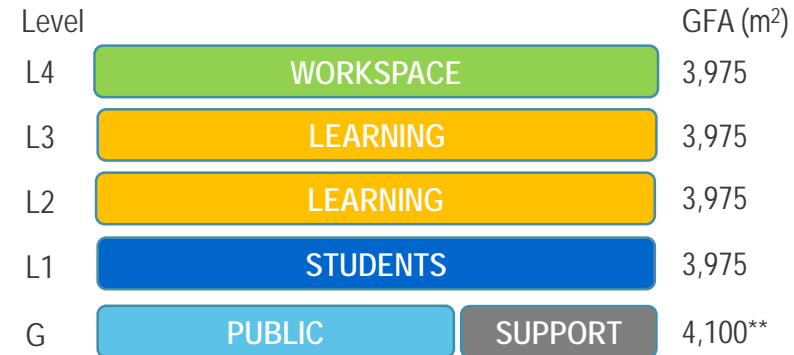 Level GFA (m²)
L4 WORKSPACE 3,975
L3 LEARNING 3,975
L2 LEARNING 3,975
L1 STUDENTS 3,975
G PUBLIC SUPPORT 4,100**